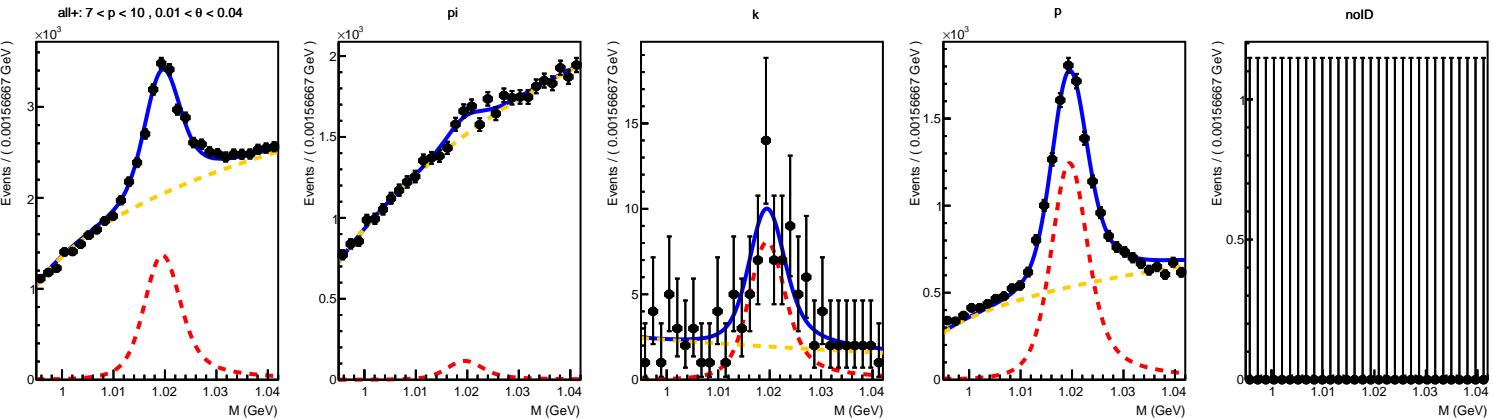 all+: 7 < p < 10 , 0.01 < θ < 0.04
×10³
Events / ( 0.00156667 GeV )
3
2
1
0
1 1.01 1.02 1.03 1.04
M (GeV)
pi
×10³
Events / ( 0.00156667 GeV )
2
1.5
1
0.5
0
1 1.01 1.02 1.03 1.04
M (GeV)
k
Events / ( 0.00156667 GeV )
15
10
5
0
1 1.01 1.02 1.03 1.04
M (GeV)
p
×10³
Events / ( 0.00156667 GeV )
1.5
1
0.5
0
1 1.01 1.02 1.03 1.04
M (GeV)
noID
Events / ( 0.00156667 GeV )
1
0.5
0
1 1.01 1.02 1.03 1.04
M (GeV)